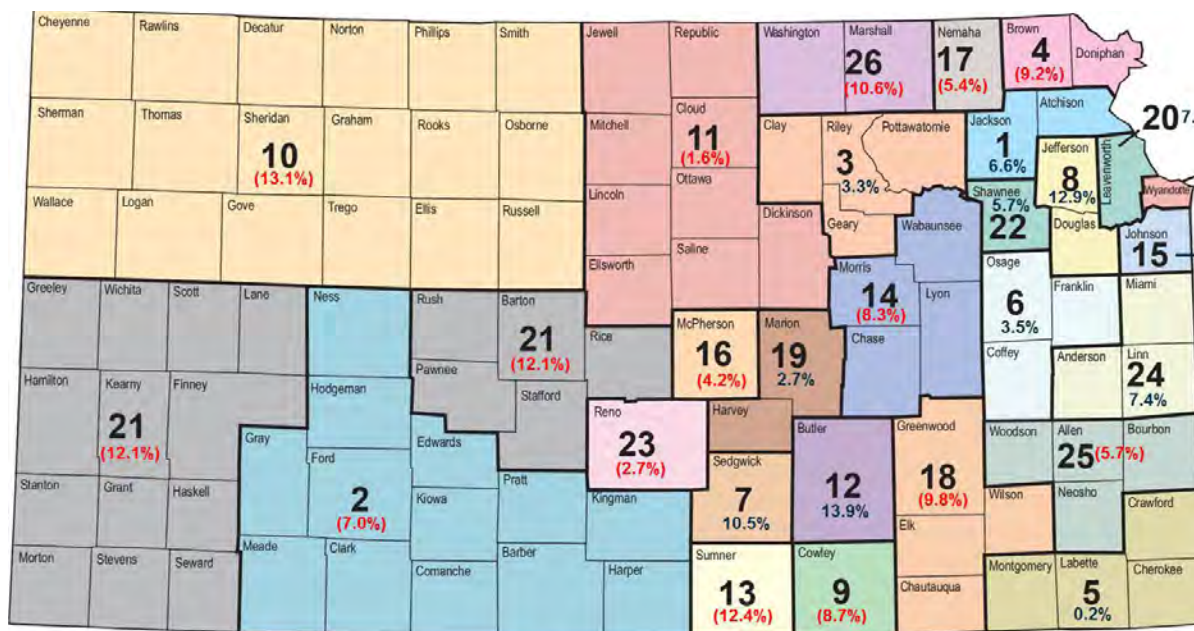 Cheyenne
Rawlins
Decatur
Norton
Phillips
Smith
Jewell
Republic
Washington
Marshall
26
(10.6%)
Nemaha
17
(5.4%)
Brown
4
(9.2%)
Doniphan
Sherman
Thomas
Sheridan
10
(13.1%)
Graham
Rooks
Osborne
Mitchell
Cloud
11
(1.6%)
Clay
Riley
3
3.3%
Pottawatomie
Jackson
1
6.6%
Atchison
207.
Jefferson
8
12.9%
Leavenworth
Wyandotte
Wallace
Logan
Gove
Trego
Ellis
Russell
Lincoln
Ottawa
Saline
Ellsworth
Dickinson
Geary
Wabaunsee
Shawnee
5.7%
22
Douglas
Johnson
15
Greeley
Wichita
Scott
Lane
Ness
Rush
Barton
21
(12.1%)
Rice
McPherson
16
(4.2%)
Marion
19
2.7%
Morris
14
(8.3%)
Lyon
Chase
Osage
6
3.5%
Franklin
Miami
Coffey
Anderson
Linn
24
7.4%
Hamilton
Kearny
21
(12.1%)
Finney
Hodgeman
Pawnee
Stafford
Reno
23
(2.7%)
Harvey
Butler
12
13.9%
Greenwood
18
(9.8%)
Woodson
Allen
25(5.7%)
Bourbon
Gray
Ford
2
(7.0%)
Edwards
Kiowa
Pratt
Kingman
Sedgwick
7
10.5%
Stanton
Grant
Haskell
Elk
Wilson
Neosho
Crawford
Morton
Stevens
Seward
Meade
Clark
Comanche
Barber
Harper
Sumner
13
(12.4%)
Cowley
9
(8.7%)
Chautauqua
Montgomery
Labette
5
0.2%
Cherokee